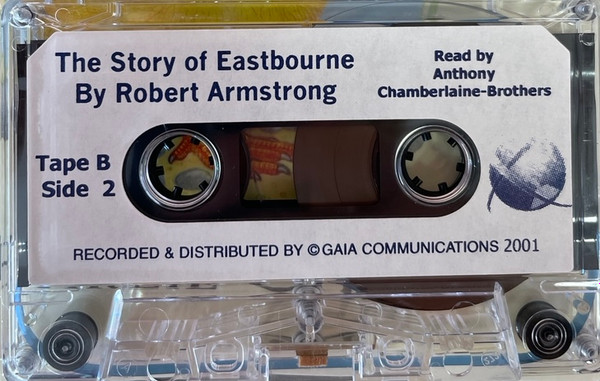 The Story of Eastbourne
By Robert Armstrong
Read by
Anthony
Chamberlaine-Brothers
Tape B
Side 2
RECORDED & DISTRIBUTED BY © GAIA COMMUNICATIONS 2001